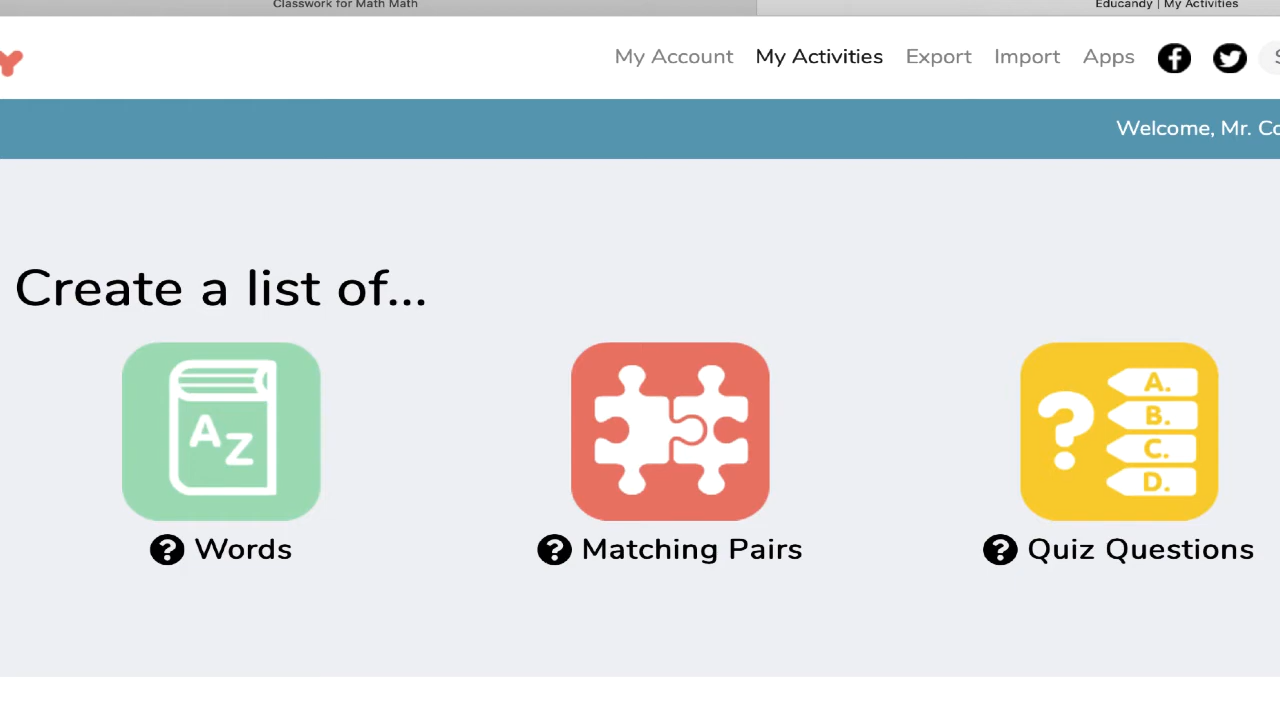 Classwork for Math Math
Educandy | My Activities
My Account My Activities Export Import Apps
Welcome, Mr.
Create a list of...
A Z
A.
B.
C.
D.
Words
Matching Pairs
Quiz Questions